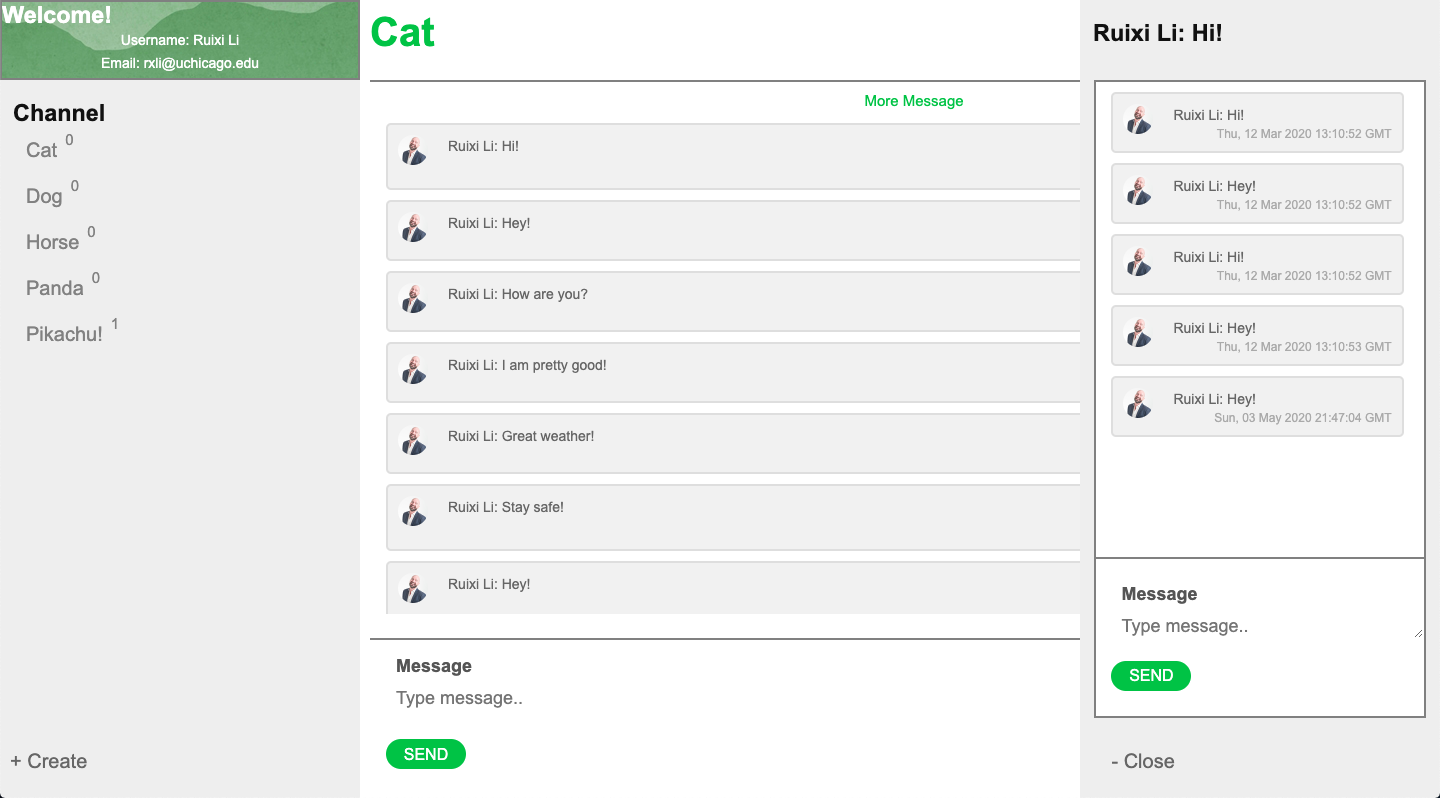 Welcome!
Username: Ruixi Li
Email: rxli@uchicago.edu
Channel
Cat 0
Dog 0
Horse 0
Panda 0
Pikachu! 1
+ Create
Cat
More Message
Ruixi Li: Hi!
Ruixi Li: Hey!
Ruixi Li: How are you?
Ruixi Li: I am pretty good!
Ruixi Li: Great weather!
Ruixi Li: Stay safe!
Ruixi Li: Hey!
Message
Type message..
SEND
Ruixi Li: Hi!
Ruixi Li: Hi!
Thu, 12 Mar 2020 13:10:52 GMT
Ruixi Li: Hey!
Thu, 12 Mar 2020 13:10:52 GMT
Ruixi Li: Hi!
Thu, 12 Mar 2020 13:10:52 GMT
Ruixi Li: Hey!
Thu, 12 Mar 2020 13:10:53 GMT
Ruixi Li: Hey!
Sun, 03 May 2020 21:47:04 GMT
Message
Type message..
SEND
- Close